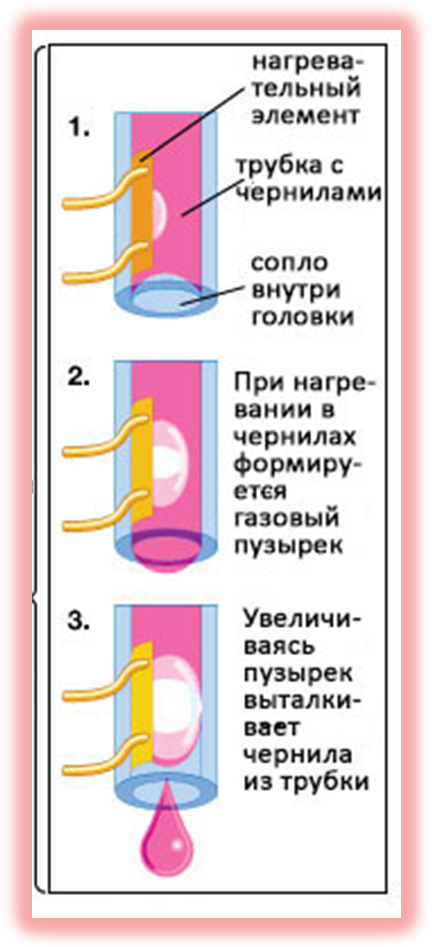 1.
нагрева-
тельный
элемент
трубка с
чернилами
сопло
внутри
головки
2.
При нагре-
вании в
чернилах
формиру-
ется
газовый
пузырек
3.
Увеличи-
ваясь
пузырек
выталки-
вает
чернила
из трубки